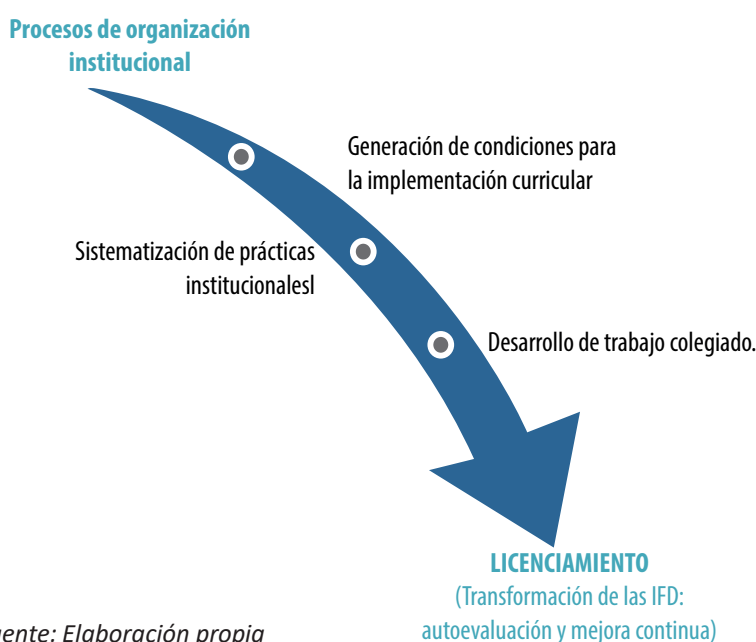 Procesos de organización
institucional
Generación de condiciones para
la implementación curricular
Sistematización de prácticas
institucionalesl
Desarrollo de trabajo colegiado.
LICENCIAMIENTO
(Transformación de las IFD:
autoevaluación y mejora continua)
Elaboración propia